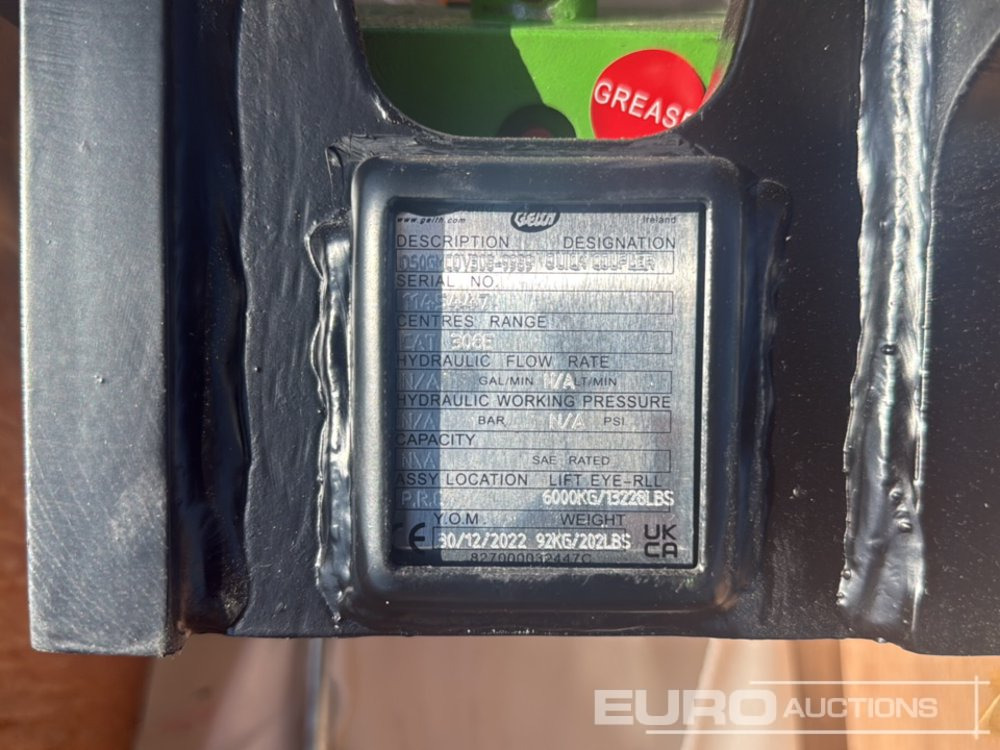 GREASE
www.geith.com Geith Ireland
DESCRIPTION DESIGNATION
QUICK COUPLER
SERIAL NO.
CENTRES RANGE
CAT 308E
HYDRAULIC FLOW RATE
N/A GAL/MIN N/A LT/MIN
HYDRAULIC WORKING PRESSURE
N/A BAR N/A PSI
CAPACITY
N/A SAE RATED
ASSY LOCATION LIFT EYE-RLL
P.R.C 6000KG/13228LBS
Y.O.M. WEIGHT
CE 30/12/2022 92KG/202LBS UK CA
827000032447C
EURO AUCTIONS